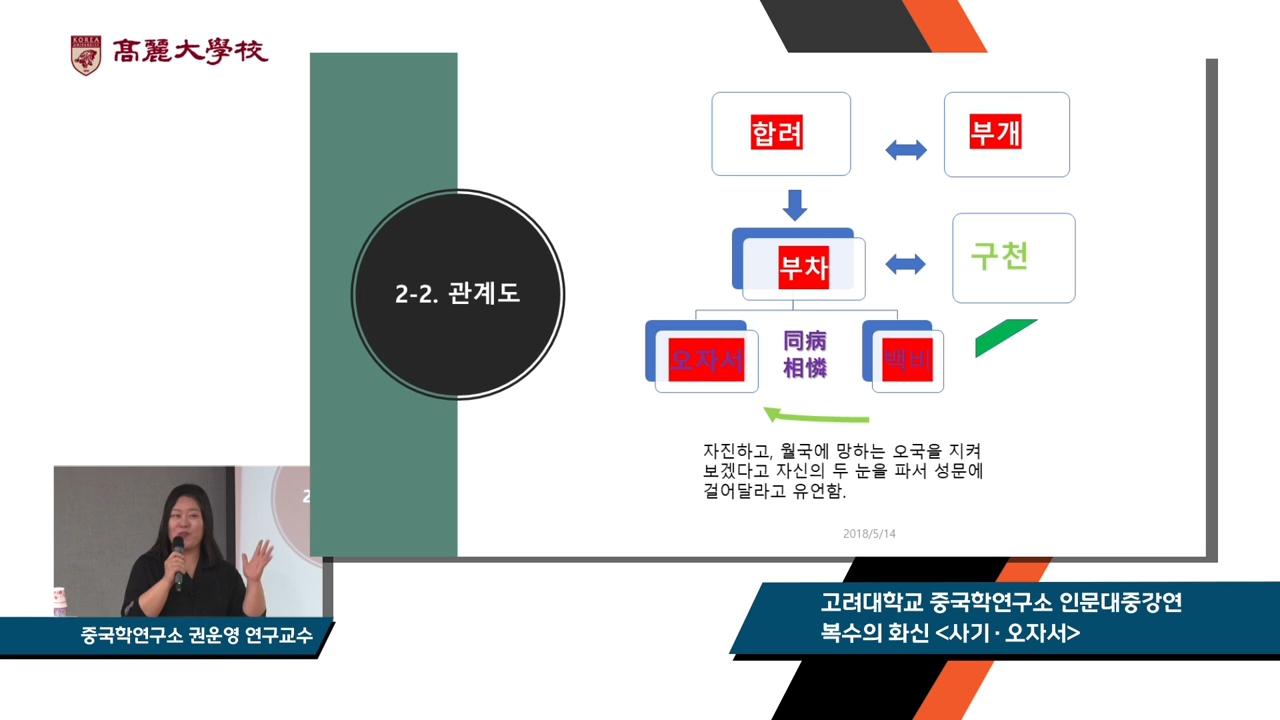 KOREA
UNIVERSITY
高麗大學校
합려
부개
부차
구천
2-2. 관계도
오자서
同病
相憐
백비
자진하고, 월국에 망하는 오국을 지켜
보겠다고 자신의 두 눈을 파서 성문에
걸어달라고 유언함.
2018/5/14
2
중국학연구소 권운영 연구교수
고려대학교 중국학연구소 인문대중강연
복수의 화신 <사기·오자서>